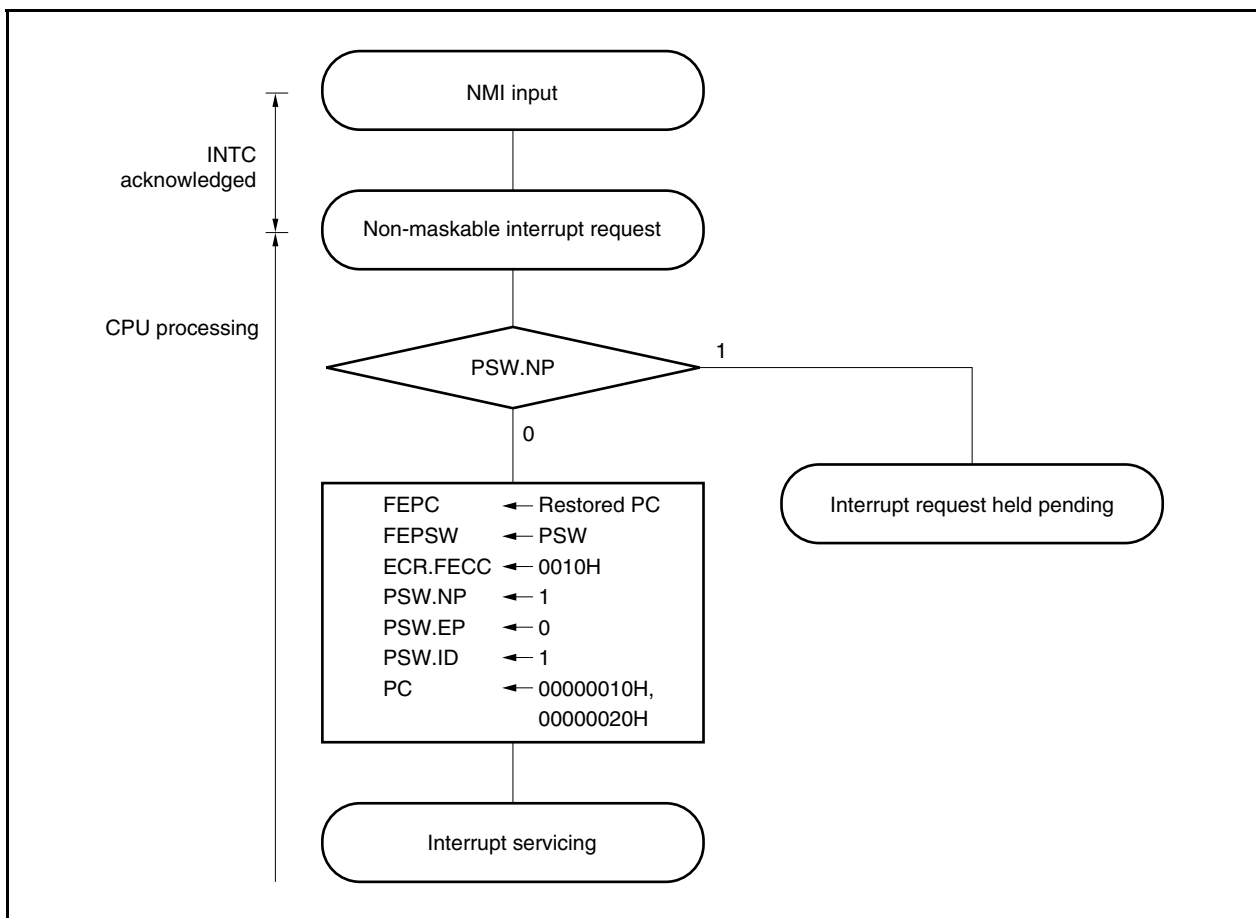 NMI input
INTC
acknowledged
Non-maskable interrupt request
CPU processing
PSW.NP
1
0
FEPC ← Restored PC
FEPSW ← PSW
ECR.FECC ← 0010H
PSW.NP ← 1
PSW.EP ← 0
PSW.ID ← 1
PC ← 00000010H,
00000020H
Interrupt request held pending
Interrupt servicing